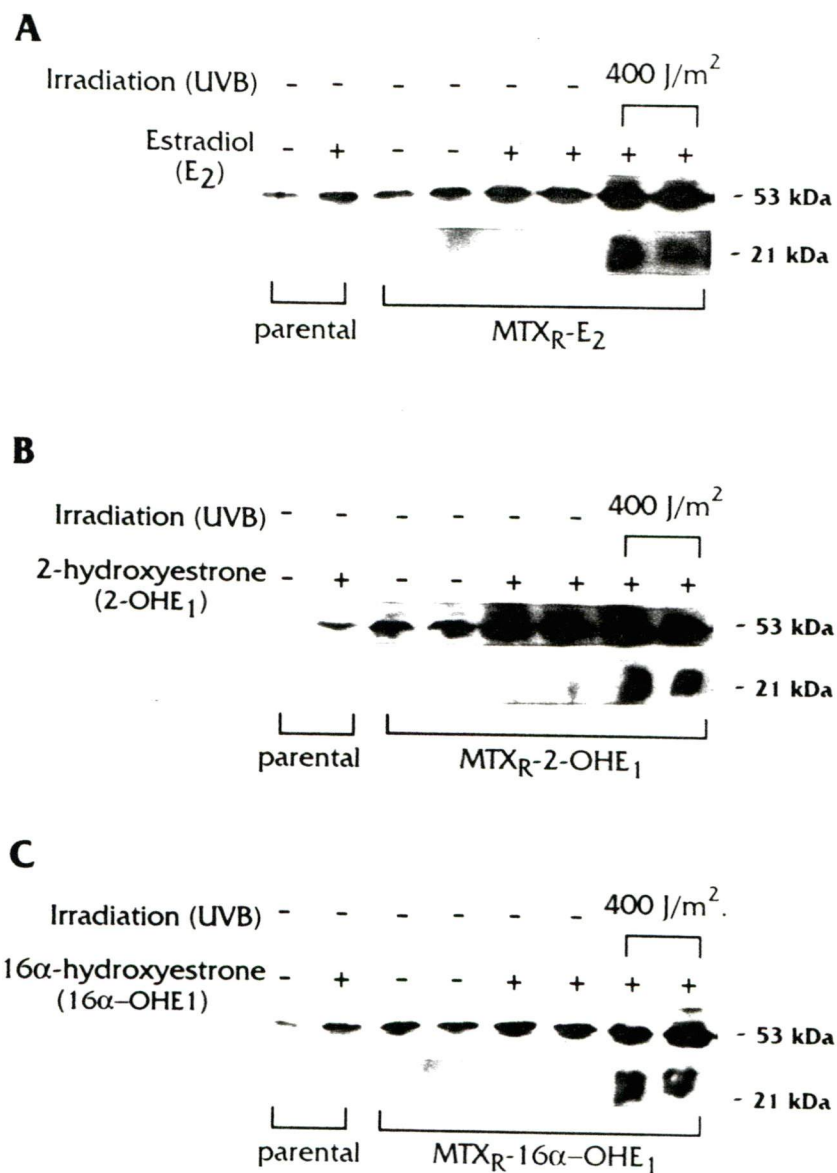 A
400 J/m2
Irradiation (UVB) - - - - - -
Estradiol - + - - + + + +
(E2)
- 53 kDa
- 21 kDa
parental MTXR-E2
B
400 J/m2
Irradiation (UVB) - - - - - -
2-hydroxyestrone - + - - + + + +
(2-OHE1)
- 53 kDa
- 21 kDa
parental MTXR-2-OHE1
C
400 J/m2.
Irradiation (UVB) - - - - - -
16α-hydroxyestrone - + - - + + + +
(16α–OHE1)
- 53 kDa
- 21 kDa
parental MTXR-16α–OHE1